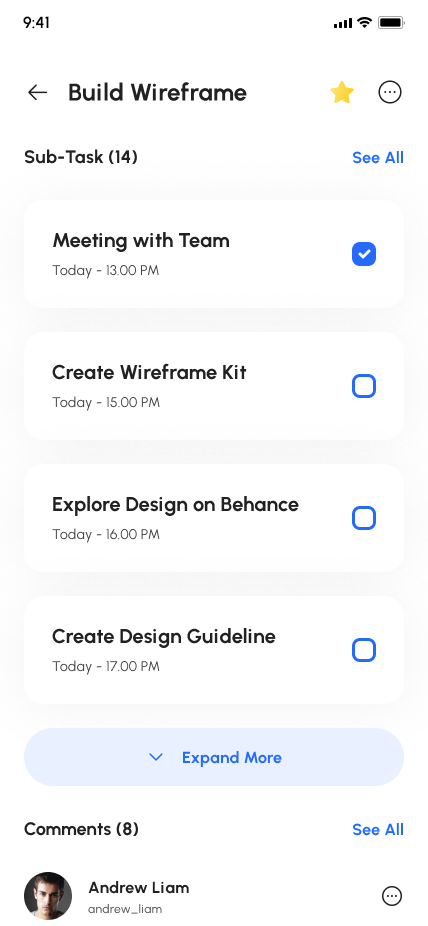 9:41
Build Wireframe
Sub-Task (14)
See All
Meeting with Team
Today - 13.00 PM
Create Wireframe Kit
Today - 15.00 PM
Explore Design on Behance
Today - 16.00 PM
Create Design Guideline
Today - 17.00 PM
Expand More
Comments (8)
See All
Andrew Liam
andrew_liam